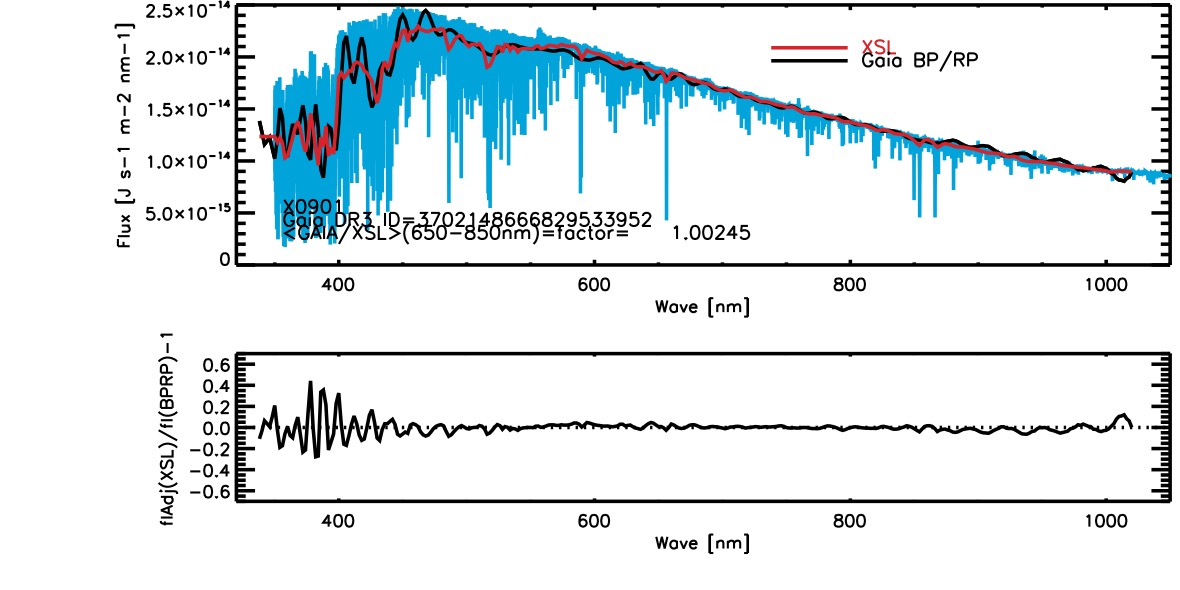 2.5×10−14
2.0×10−14
1.5×10−14
1.0×10−14
5.0×10−15
0
Flux [J s−1 m−2 nm−1]
XSL
Gaia BP/RP
X0901
Gaia DR3 ID=3702148666829533952
<GAIA/XSL>(650−850nm)=factor= 1.00245
400 600 800 1000
Wave [nm]
0.6
0.4
0.2
0.0
−0.2
−0.4
−0.6
flAdj(XSL)/fl(BPRP)−1
400 600 800 1000
Wave [nm]